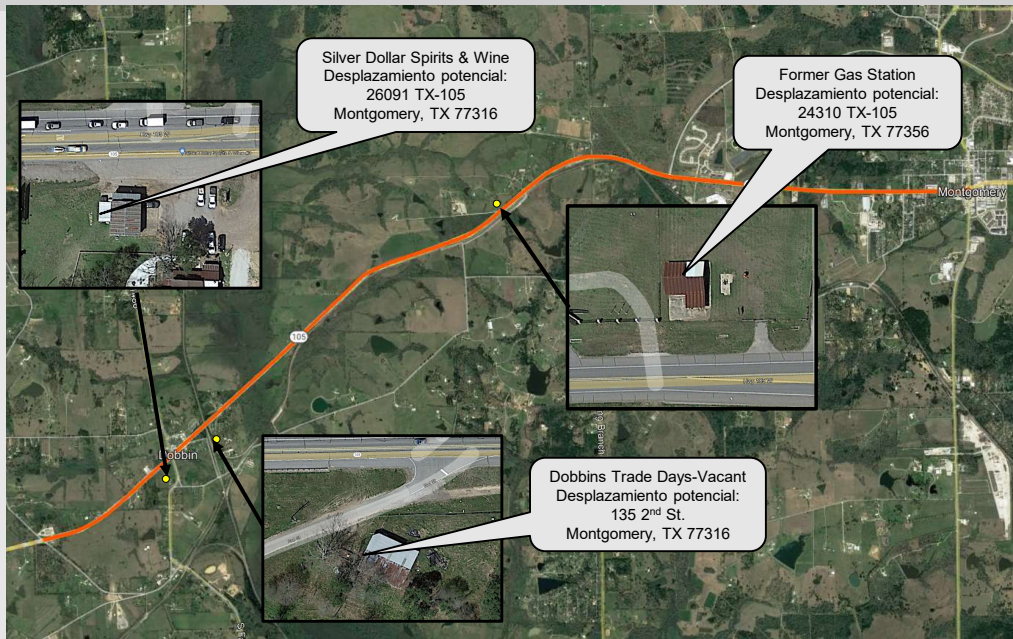 Silver Dollar Spirits & Wine
Desplazamiento potencial:
26091 TX-105
Montgomery, TX 77316
Former Gas Station
Desplazamiento potencial:
24310 TX-105
Montgomery, TX 77356
Montgomery
105
Dobbin
Dobbins Trade Days-Vacant
Desplazamiento potencial:
135 2nd St.
Montgomery, TX 77316